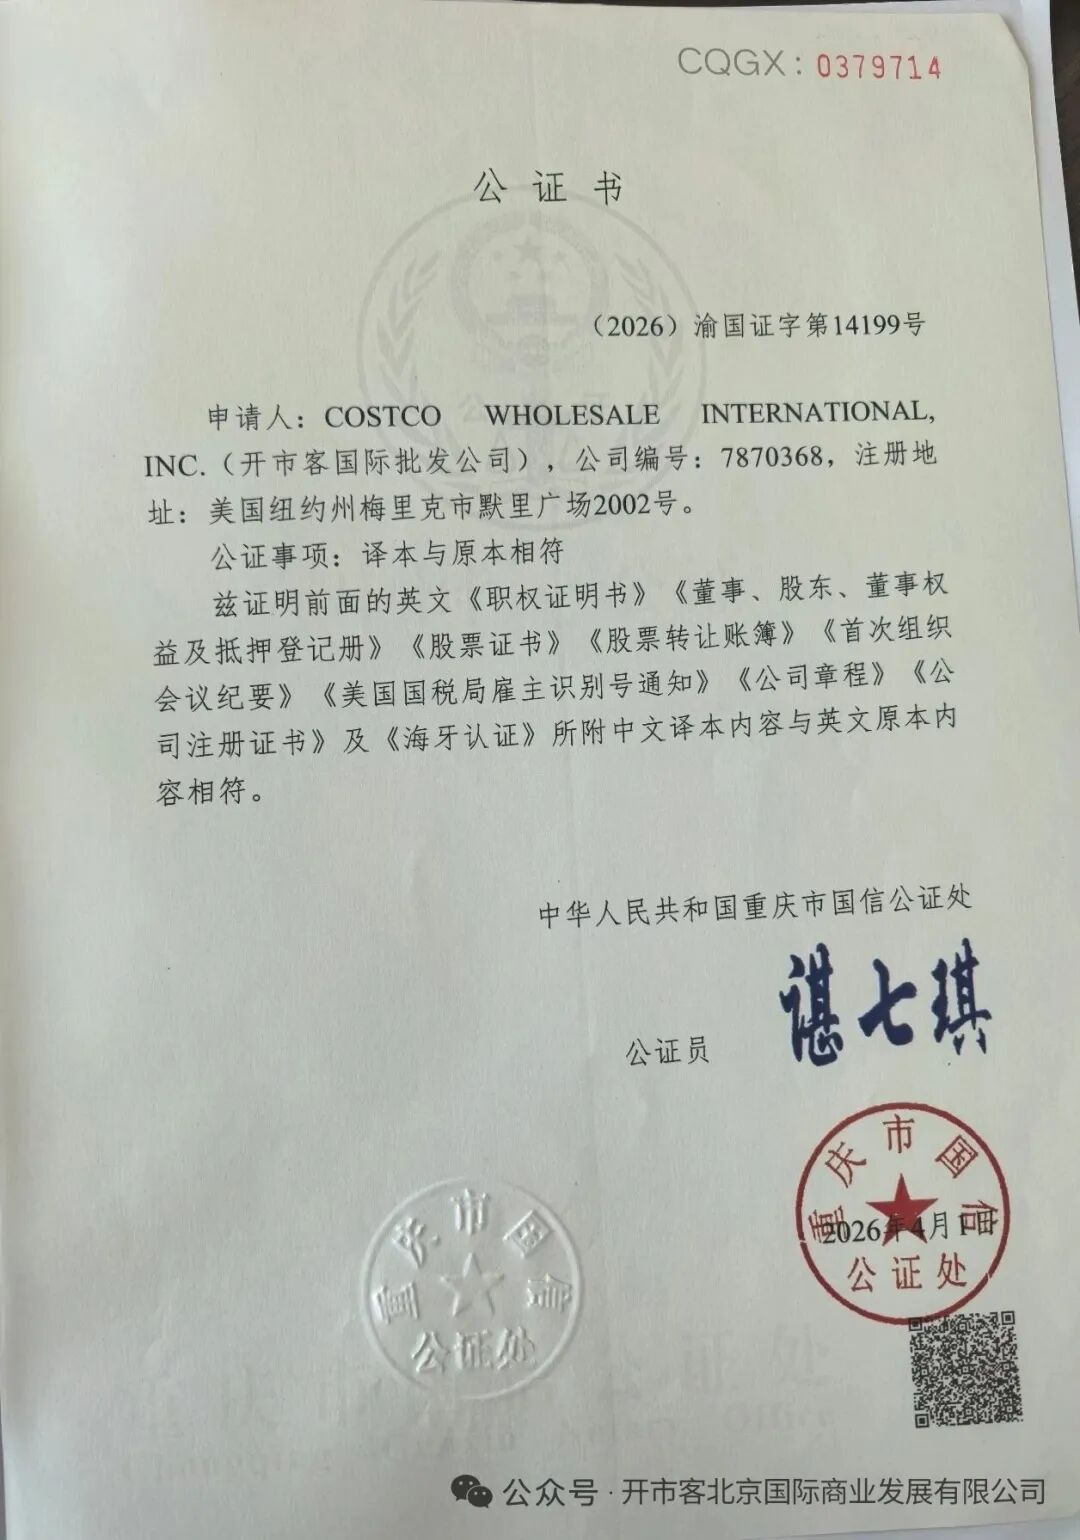 CQGX：0379714
公证书
（2026）渝国证字第14199号
申请人：COSTCO WHOLESALE INTERNATIONAL,
INC.（开市客国际批发公司），公司编号：7870368，注册地
址：美国纽约州梅里克市默里广场2002号。
公证事项：译本与原本相符
兹证明前面的英文《职权证明书》《董事、股东、董事权
益及抵押登记册》《股票证书》《股票转让账簿》《首次组织
会议纪要》《美国国税局雇主识别号通知》《公司章程》《公
司注册证书》及《海牙认证》所附中文译本内容与英文原本内
容相符。
中华人民共和国重庆市国信公证处
公证员 谌七琪
重庆市国信
2026年4月1日
公证处
重庆市国信
公证处
公众号·开市客北京国际商业发展有限公司